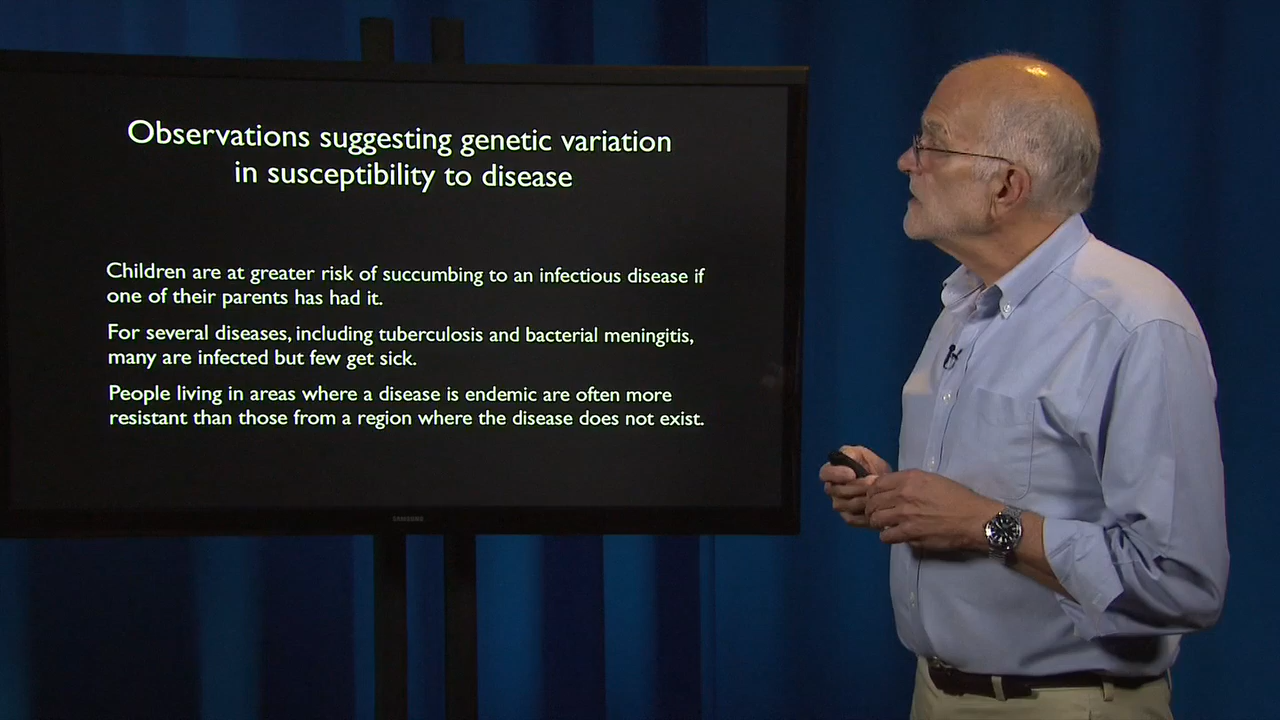 Observations suggesting genetic variation
in susceptibility to disease
Children are at greater risk of succumbing to an infectious disease if
one of their parents has had it.
For several diseases, including tuberculosis and bacterial meningitis,
many are infected but few get sick.
People living in areas where a disease is endemic are often more
resistant than those from a region where the disease does not exist.
SAMSUNG